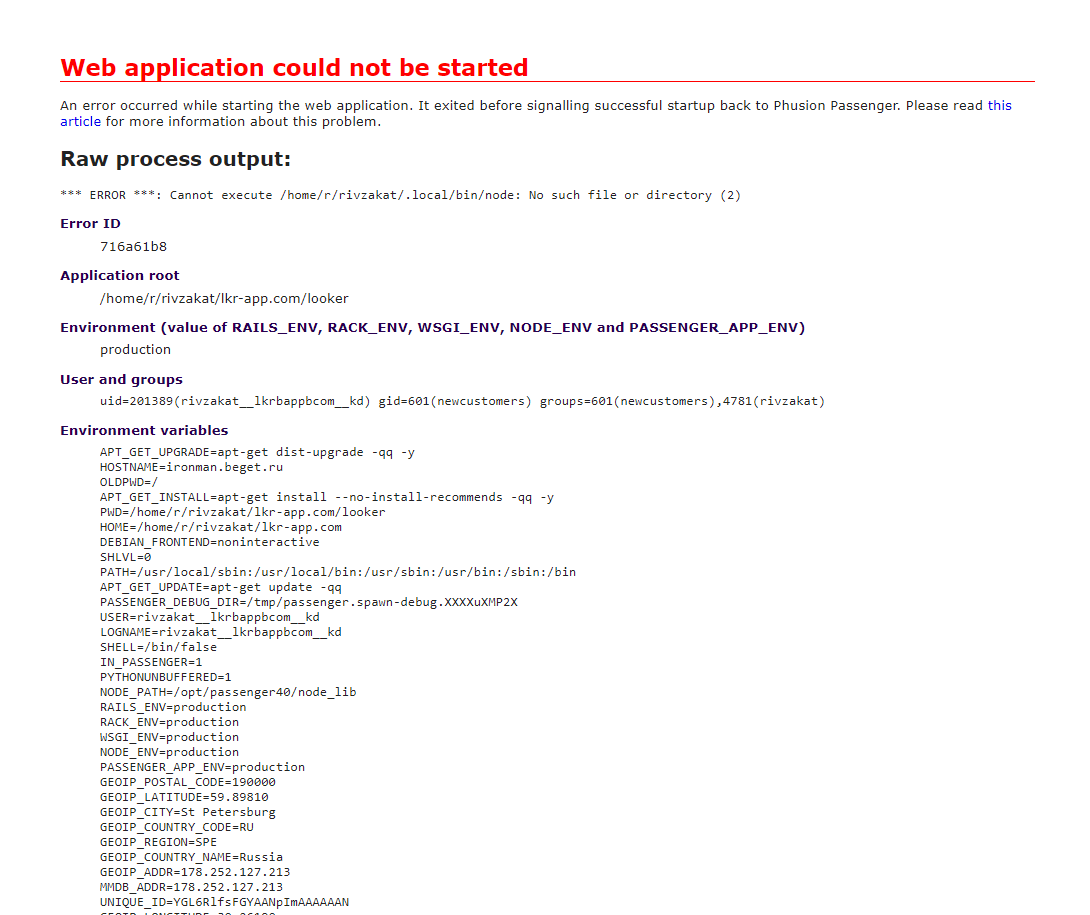 Web application could not be started
An error occurred while starting the web application. It exited before signalling successful startup back to Phusion Passenger. Please read this
article for more information about this problem.
Raw process output:
*** ERROR ***: Cannot execute /home/r/rivzakat/.local/bin/node: No such file or directory (2)
Error ID
716a61b8
Application root
/home/r/rivzakat/lkr-app.com/looker
Environment (value of RAILS_ENV, RACK_ENV, WSGI_ENV, NODE_ENV and PASSENGER_APP_ENV)
production
User and groups
uid=201389(rivzakat__lkrbappbcom__kd) gid=601(newcustomers) groups=601(newcustomers),4781(rivzakat)
Environment variables
APT_GET_UPGRADE=apt-get dist-upgrade -qq -y
HOSTNAME=ironman.beget.ru
OLDPWD=/
APT_GET_INSTALL=apt-get install --no-install-recommends -qq -y
PWD=/home/r/rivzakat/lkr-app.com/looker
HOME=/home/r/rivzakat/lkr-app.com
DEBIAN_FRONTEND=noninteractive
SHLVL=0
PATH=/usr/local/sbin:/usr/local/bin:/usr/sbin:/usr/bin:/sbin:/bin
APT_GET_UPDATE=apt-get update -qq
PASSENGER_DEBUG_DIR=/tmp/passenger.spawn-debug.XXXXuXMP2X
USER=rivzakat__lkrbappbcom__kd
LOGNAME=rivzakat__lkrbappbcom__kd
SHELL=/bin/false
IN_PASSENGER=1
PYTHONUNBUFFERED=1
NODE_PATH=/opt/passenger40/node_lib
RAILS_ENV=production
RACK_ENV=production
WSGI_ENV=production
NODE_ENV=production
PASSENGER_APP_ENV=production
GEOIP_POSTAL_CODE=190000
GEOIP_LATITUDE=59.89810
GEOIP_CITY=St Petersburg
GEOIP_COUNTRY_CODE=RU
GEOIP_REGION=SPE
GEOIP_COUNTRY_NAME=Russia
GEOIP_ADDR=178.252.127.213
MMDB_ADDR=178.252.127.213
UNIQUE_ID=YGL6RlfsFGYAANpImAAAAAAN